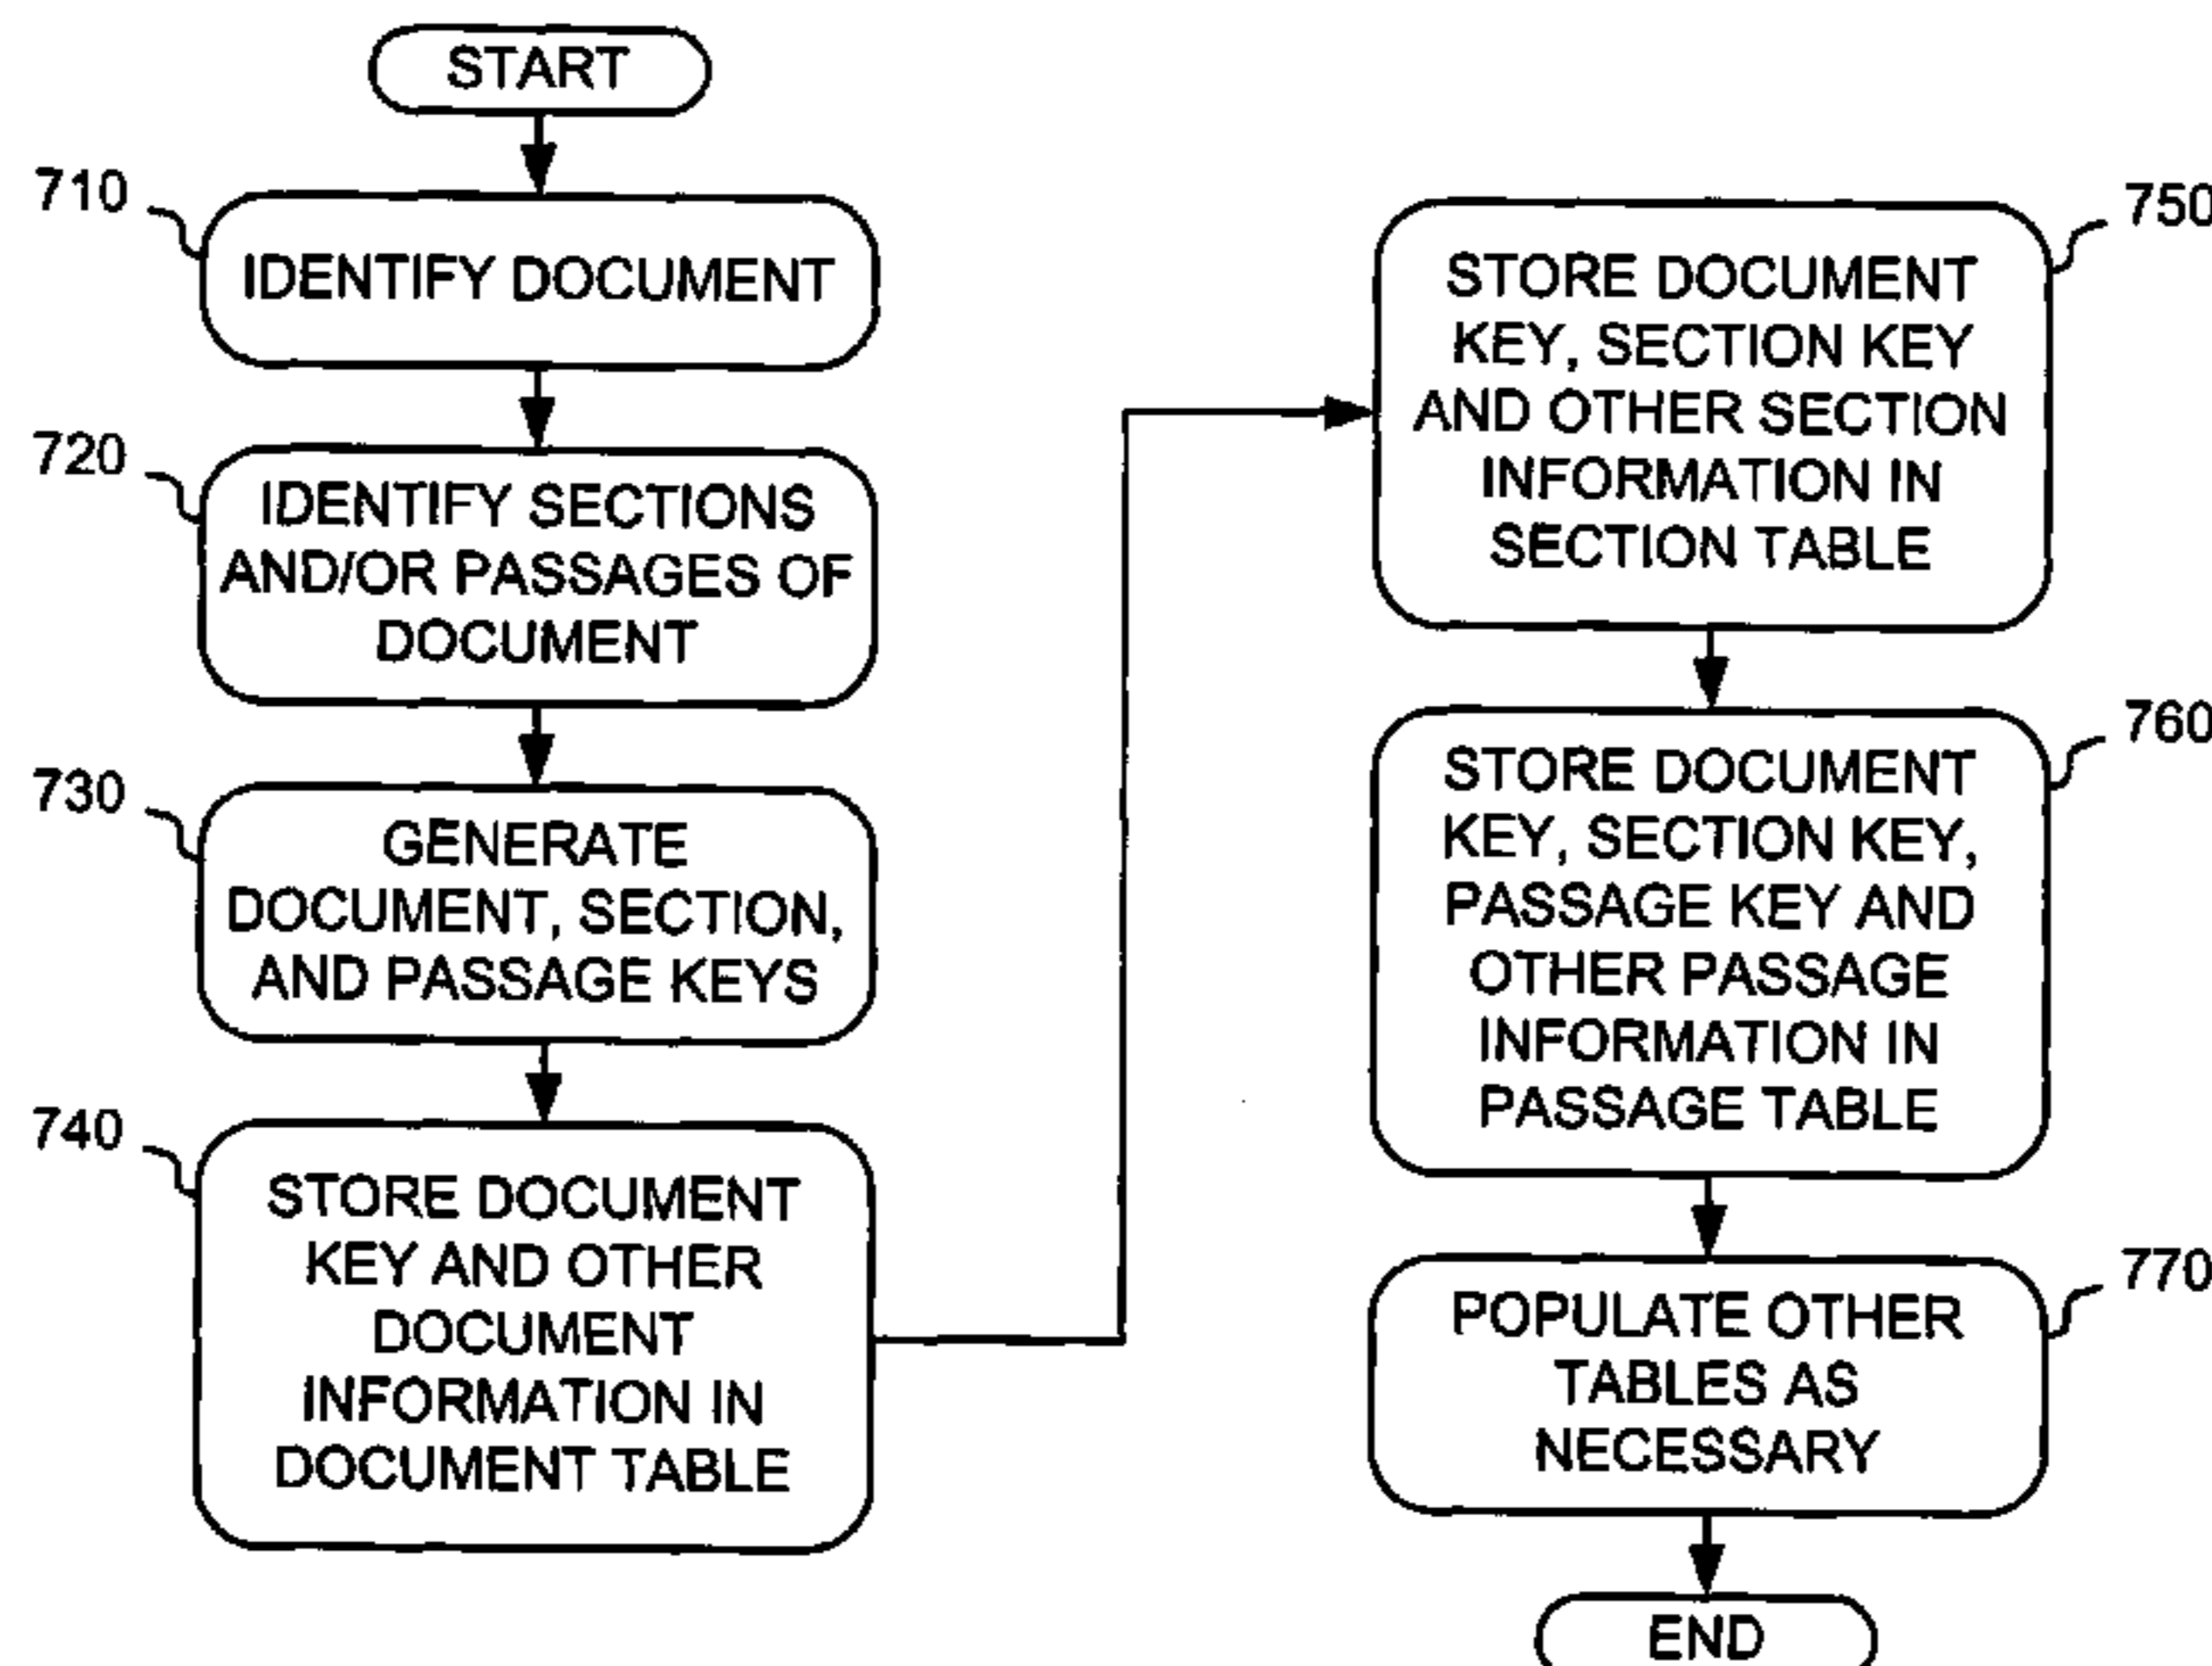 START
710
IDENTIFY DOCUMENT
720
IDENTIFY SECTIONS
AND/OR PASSAGES OF
DOCUMENT
730
GENERATE
DOCUMENT, SECTION,
AND PASSAGE KEYS
740
STORE DOCUMENT
KEY AND OTHER
DOCUMENT
INFORMATION IN
DOCUMENT TABLE
750
STORE DOCUMENT
KEY, SECTION KEY
AND OTHER SECTION
INFORMATION IN
SECTION TABLE
760
STORE DOCUMENT
KEY, SECTION KEY,
PASSAGE KEY AND
OTHER PASSAGE
INFORMATION IN
PASSAGE TABLE
770
POPULATE OTHER
TABLES AS
NECESSARY
END